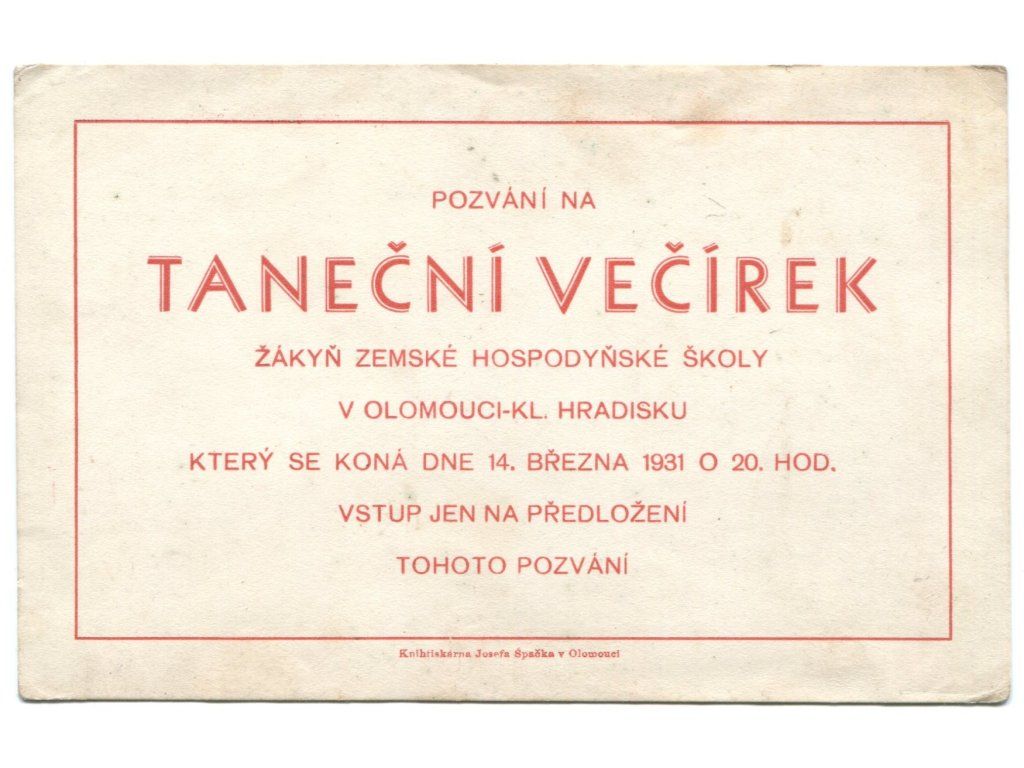 POZVÁNÍ NA
TANEČNÍ VEČÍREK
ŽÁKYŇ ZEMSKÉ HOSPODYŇSKÉ ŠKOLY
V OLOMOUCI-KL. HRADISKU
KTERÝ SE KONÁ DNE 14. BŘEZNA 1931 O 20. HOD.
VSTUP JEN NA PŘEDLOŽENÍ
TOHOTO POZVÁNÍ
Knihtiskárna Josefa Špačka v Olomouci